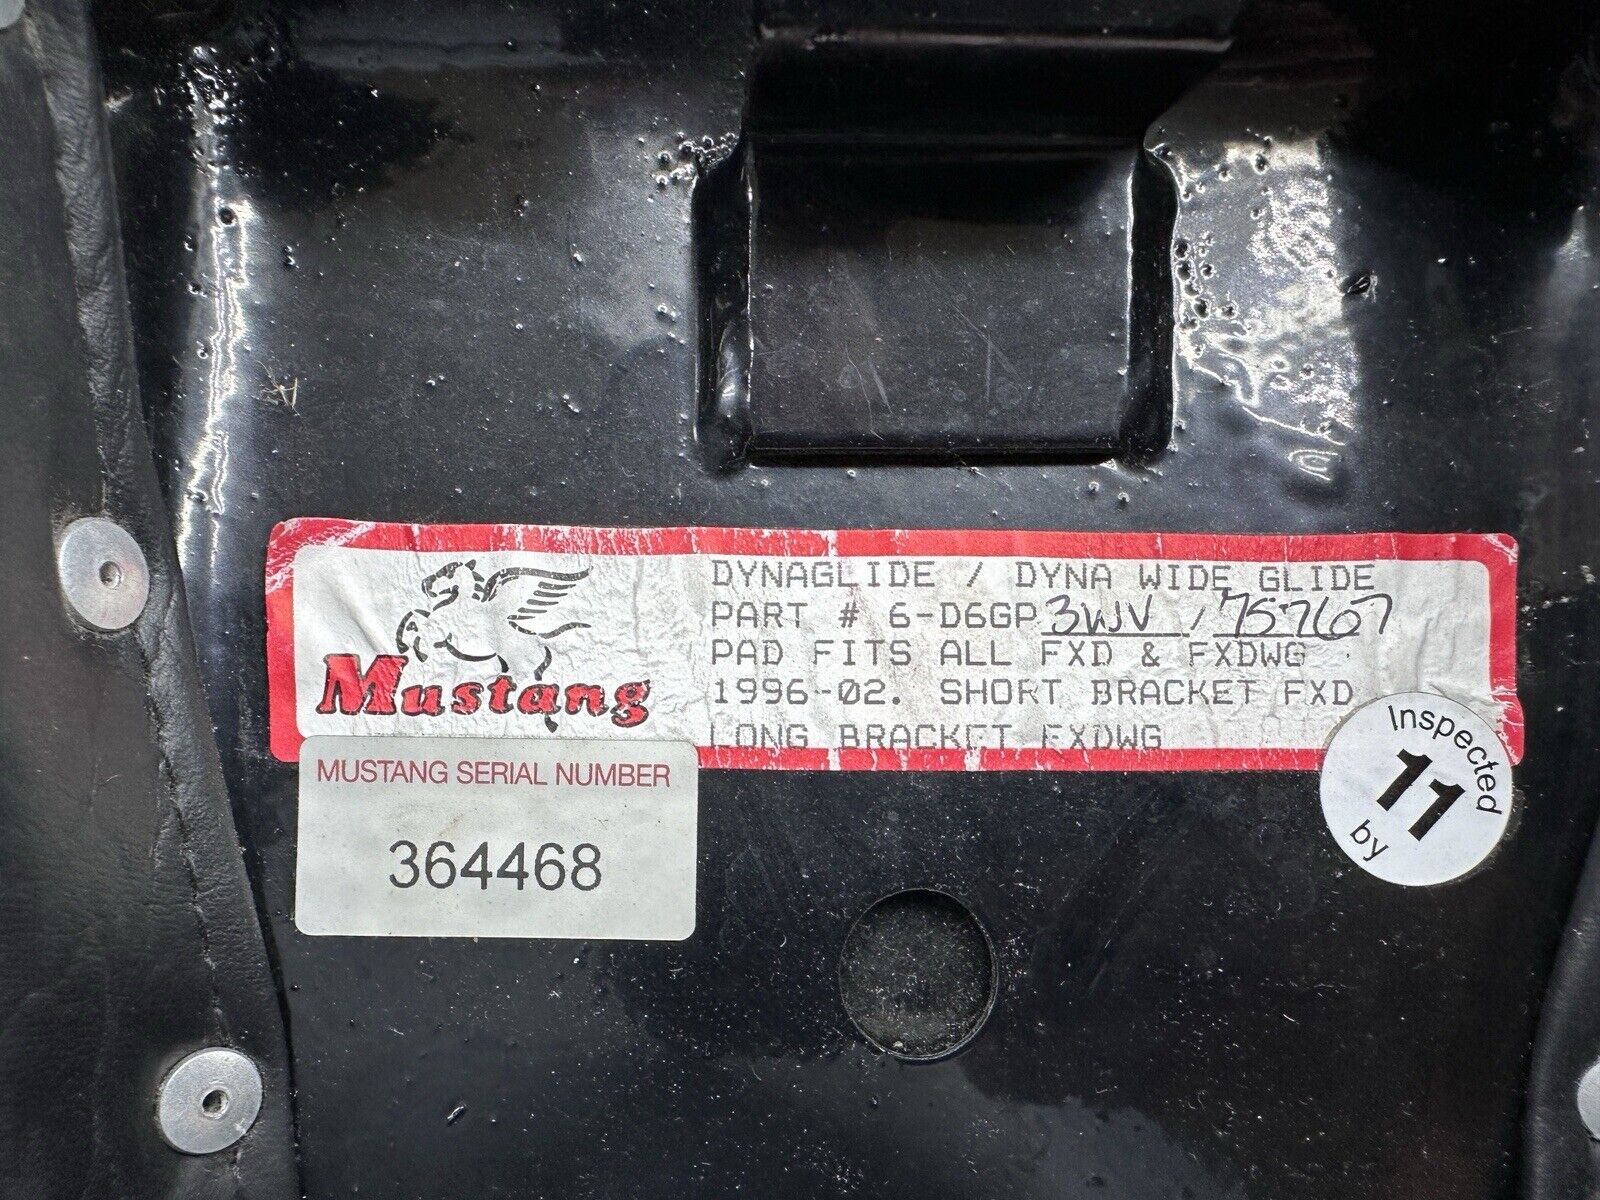 DYNAGLIDE / DYNA WIDE GLIDE
PART # 6-D6GP 3WJV / 75767
PAD FITS ALL FXD & FXDWG
1996-02. SHORT BRACKET FXD
LONG BRACKET FXDWG
Mustang
MUSTANG SERIAL NUMBER
364468
Inspected
11
by